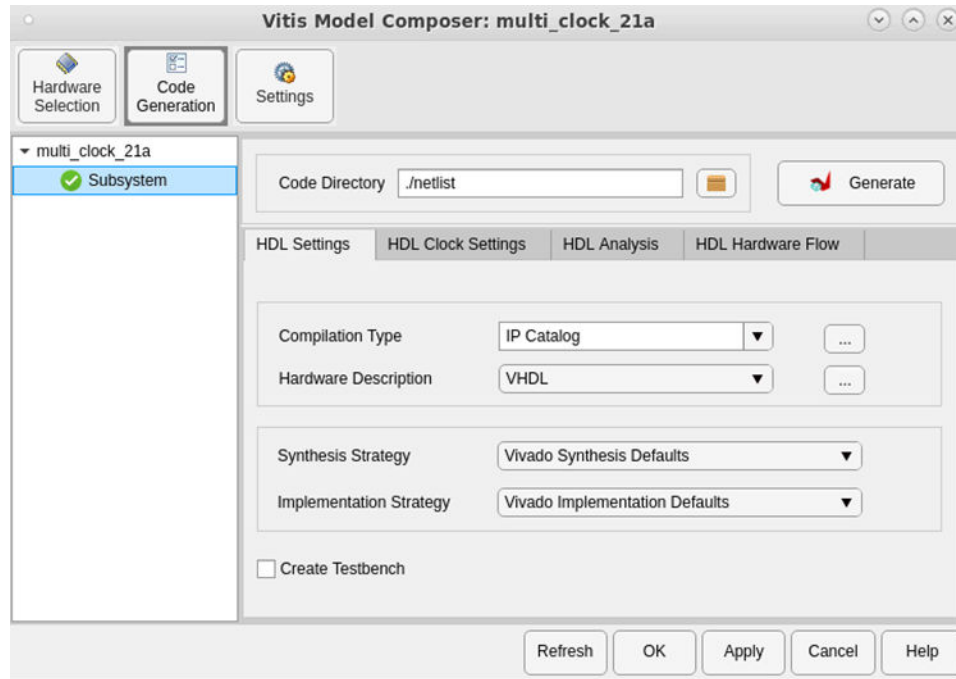 Vitis Model Composer: multi_clock_21a
Hardware Selection
Code Generation
Settings
multi_clock_21a
Subsystem
Code Directory ./netlist
Generate
HDL Settings HDL Clock Settings HDL Analysis HDL Hardware Flow
Compilation Type IP Catalog ...
Hardware Description VHDL ...
Synthesis Strategy Vivado Synthesis Defaults
Implementation Strategy Vivado Implementation Defaults
Create Testbench
Refresh OK Apply Cancel Help